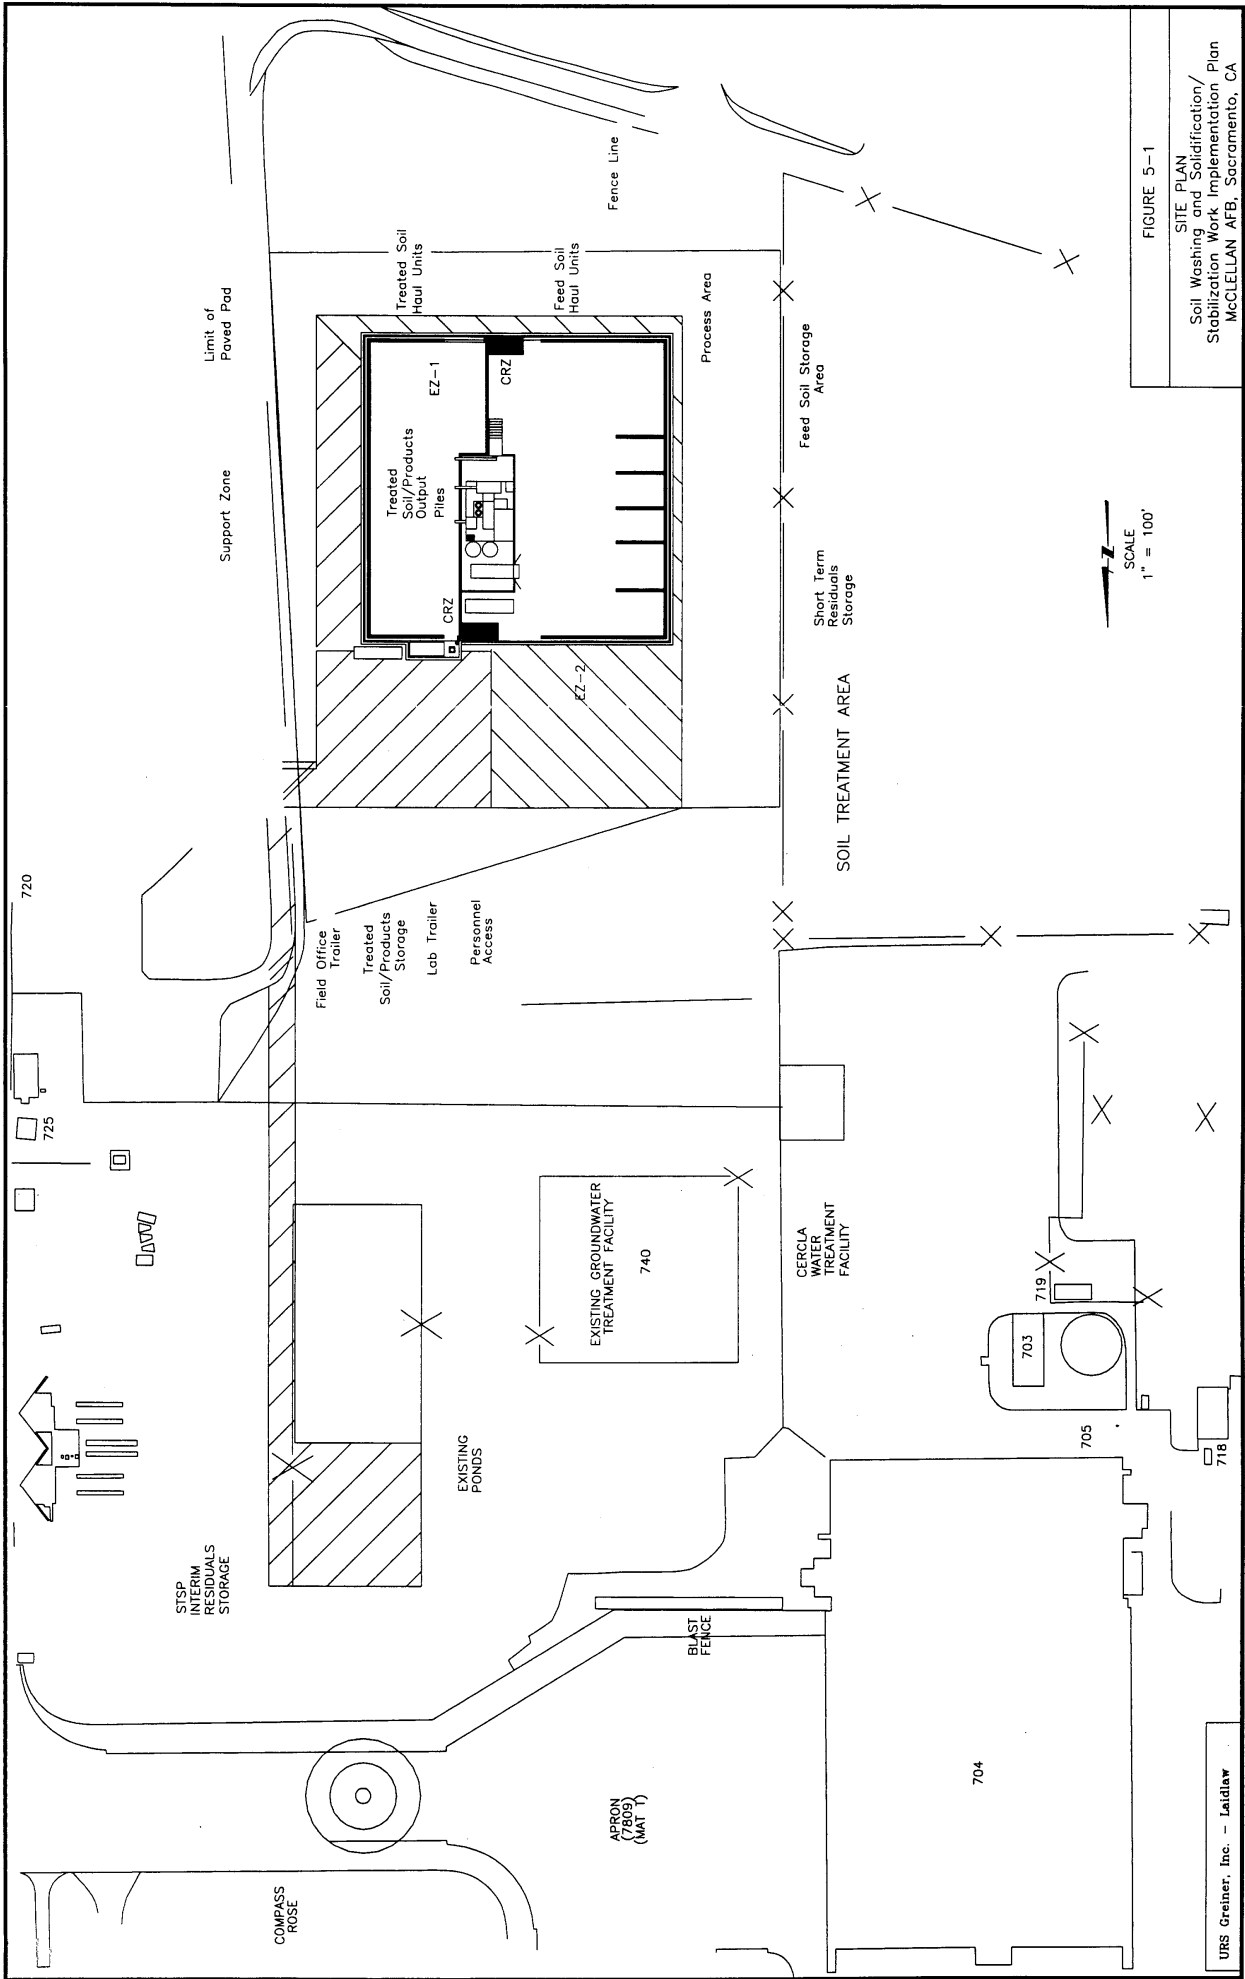 COMPASS
ROSE
STSP
INTERIM
RESIDUALS
STORAGE
725
720
Limit of
Paved Pad
Support Zone
Field Office
Trailer
Treated
Soil/Products
Storage
Lab Trailer
Personnel
Access
Treated
Soil/Products
Output
Piles
EZ-1
CRZ
CRZ
EZ-2
Treated Soil
Haul Units
Feed Soil
Haul Units
Fence Line
Process Area
Feed Soil Storage
Area
Short Term
Residuals
Storage
SOIL TREATMENT AREA
EXISTING
PONDS
EXISTING GROUNDWATER
TREATMENT FACILITY
740
CERCLA
WATER
TREATMENT
FACILITY
BLAST
FENCE
APRON
(7809)
(MAT T)
704
703
719
705
718
N
SCALE
1" = 100'
URS Greiner, Inc. - Laidlaw
FIGURE 5-1
SITE PLAN
Soil Washing and Solidification/
Stabilization Work Implementation Plan
McCLELLAN AFB, Sacramento, CA